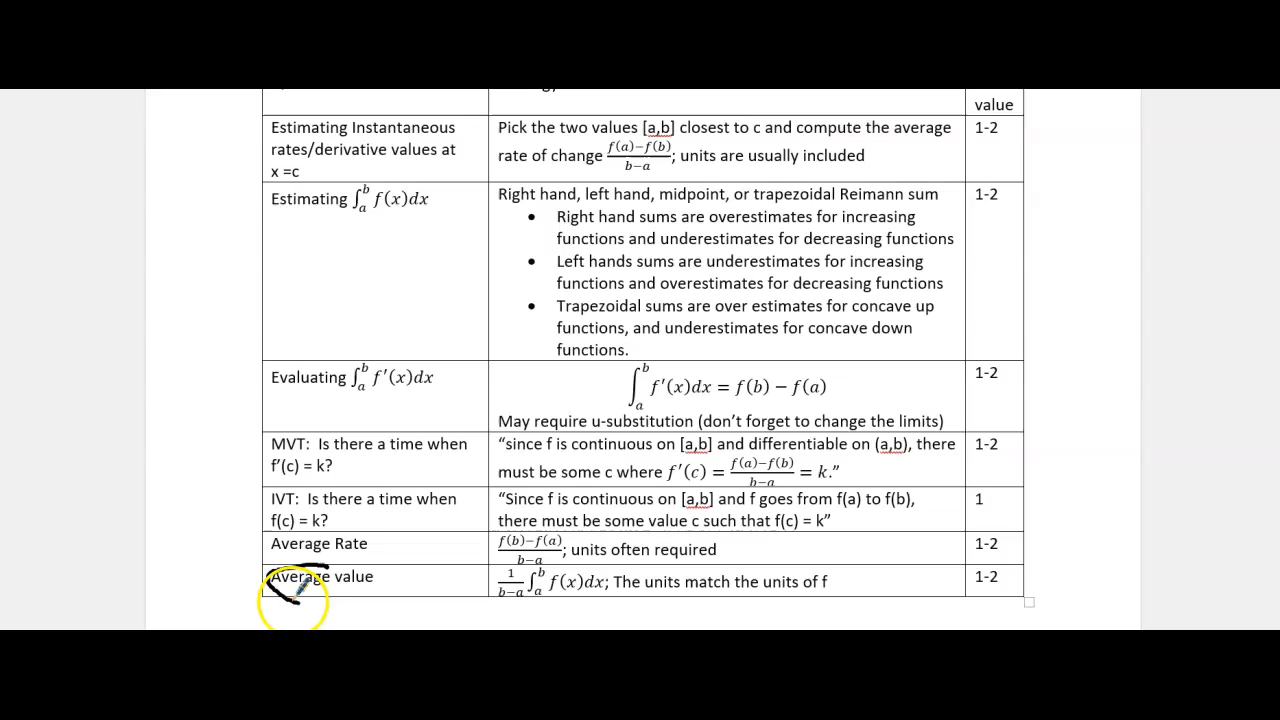 value
Estimating Instantaneous
rates/derivative values at
x =c
Pick the two values [a,b] closest to c and compute the average
rate of change \frac{f(a)−f(b)}{b−a}; units are usually included
1-2
Estimating ∫_a^b f(x)dx
Right hand, left hand, midpoint, or trapezoidal Reimann sum
• Right hand sums are overestimates for increasing
functions and underestimates for decreasing functions
• Left hands sums are underestimates for increasing
functions and overestimates for decreasing functions
• Trapezoidal sums are over estimates for concave up
functions, and underestimates for concave down
functions.
1-2
Evaluating ∫_a^b f′(x)dx
∫_a^b f′(x)dx = f(b) − f(a)
May require u-substitution (don’t forget to change the limits)
1-2
MVT:  Is there a time when
f’(c) = k?
“since f is continuous on [a,b] and differentiable on (a,b), there
must be some c where f′(c) = \frac{f(a)−f(b)}{b−a} = k.”
1-2
IVT:  Is there a time when
f(c) = k?
“Since f is continuous on [a,b] and f goes from f(a) to f(b),
there must be some value c such that f(c) = k”
1
Average Rate
\frac{f(b)−f(a)}{b−a}; units often required
1-2
Average value
\frac{1}{b−a} ∫_a^b f(x)dx; The units match the units of f
1-2